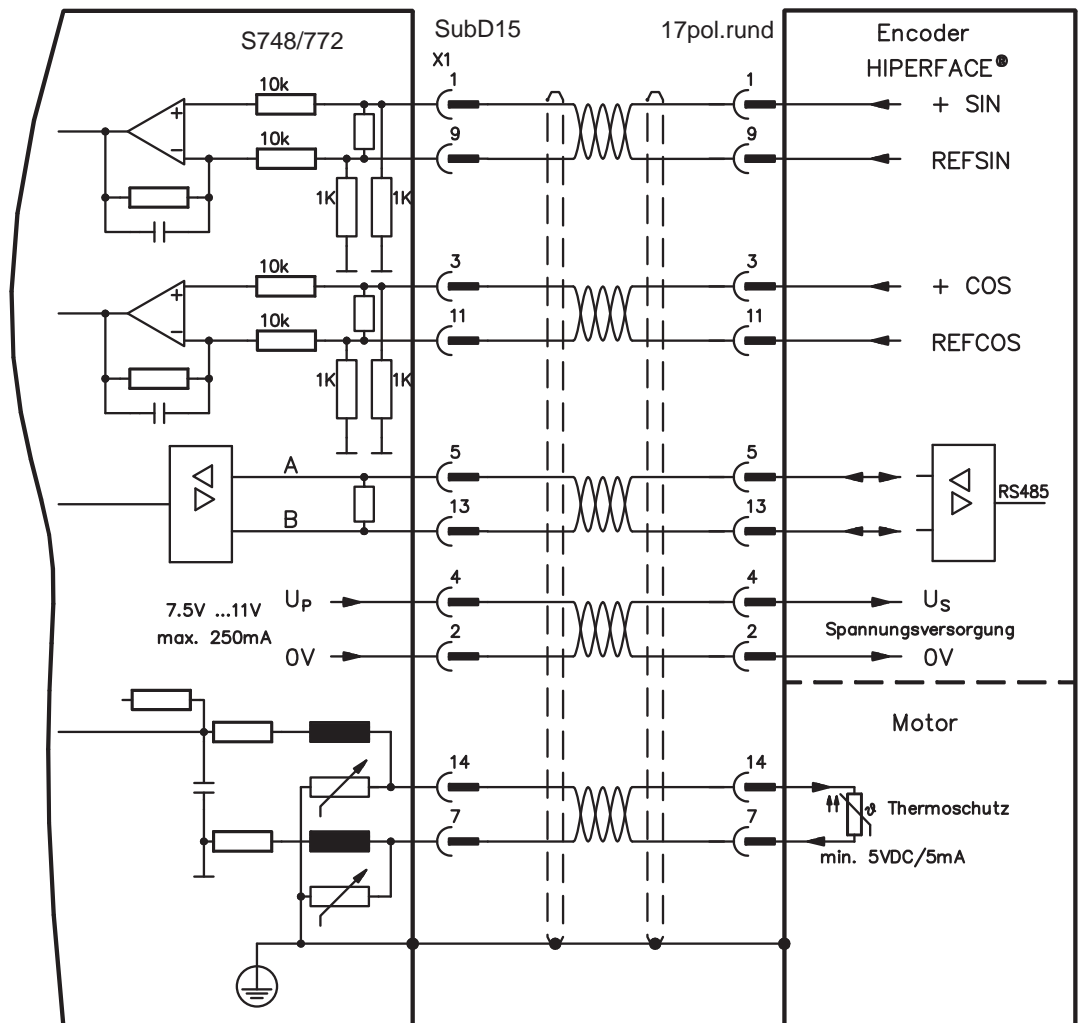 S748/772
SubD15
17pol.rund
Encoder
HIPERFACE®
X1
10k
1
1
+ SIN
+
10k
9
9
REFSIN
−
1K
1K
10k
3
3
+ COS
+
10k
11
11
REFCOS
−
1K
1K
A
5
5
RS485
B
13
13
7.5V ...11V
max. 250mA
UP
4
4
US
Spannungsversorgung
0V
2
2
0V
Motor
14
14
ϑ Thermoschutz
7
7
min. 5VDC/5mA